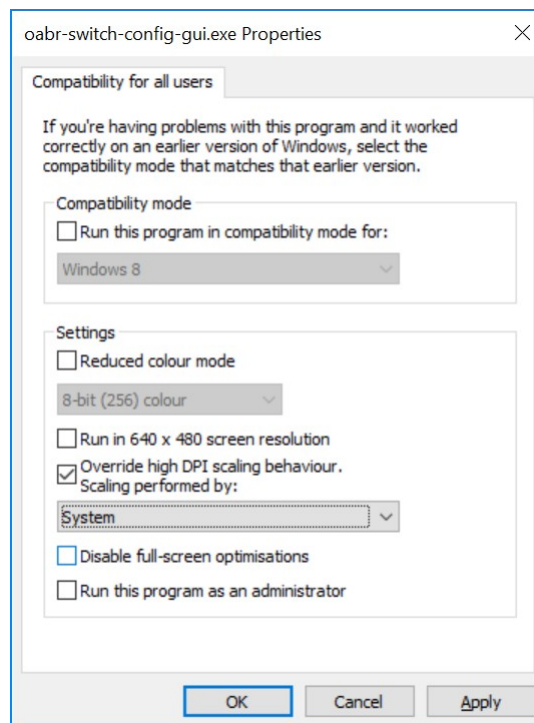 oabr-switch-config-gui.exe Properties
Compatibility for all users
If you're having problems with this program and it worked
correctly on an earlier version of Windows, select the
compatibility mode that matches that earlier version.
Compatibility mode
Run this program in compatibility mode for:
Windows 8
Settings
Reduced colour mode
8-bit (256) colour
Run in 640 x 480 screen resolution
Override high DPI scaling behaviour.
Scaling performed by:
System
Disable full-screen optimisations
Run this program as an administrator
OK Cancel Apply